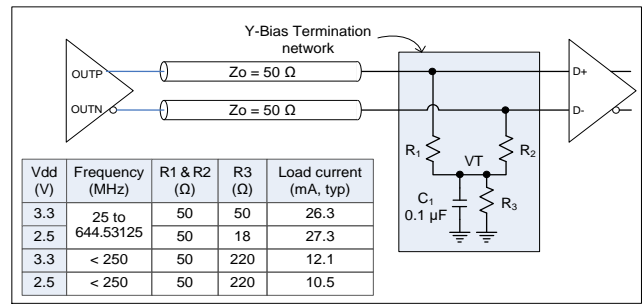 Y-Bias Termination
network
OUTP
Zo = 50 Ω
D+
OUTN
Zo = 50 Ω
D-
R1
VT
R2
C1
0.1 µF
R3
Vdd (V) Frequency (MHz) R1 & R2 (Ω) R3 (Ω) Load current (mA, typ)
3.3 25 to 644.53125 50 50 26.3
2.5 50 18 27.3
3.3 < 250 50 220 12.1
2.5 < 250 50 220 10.5